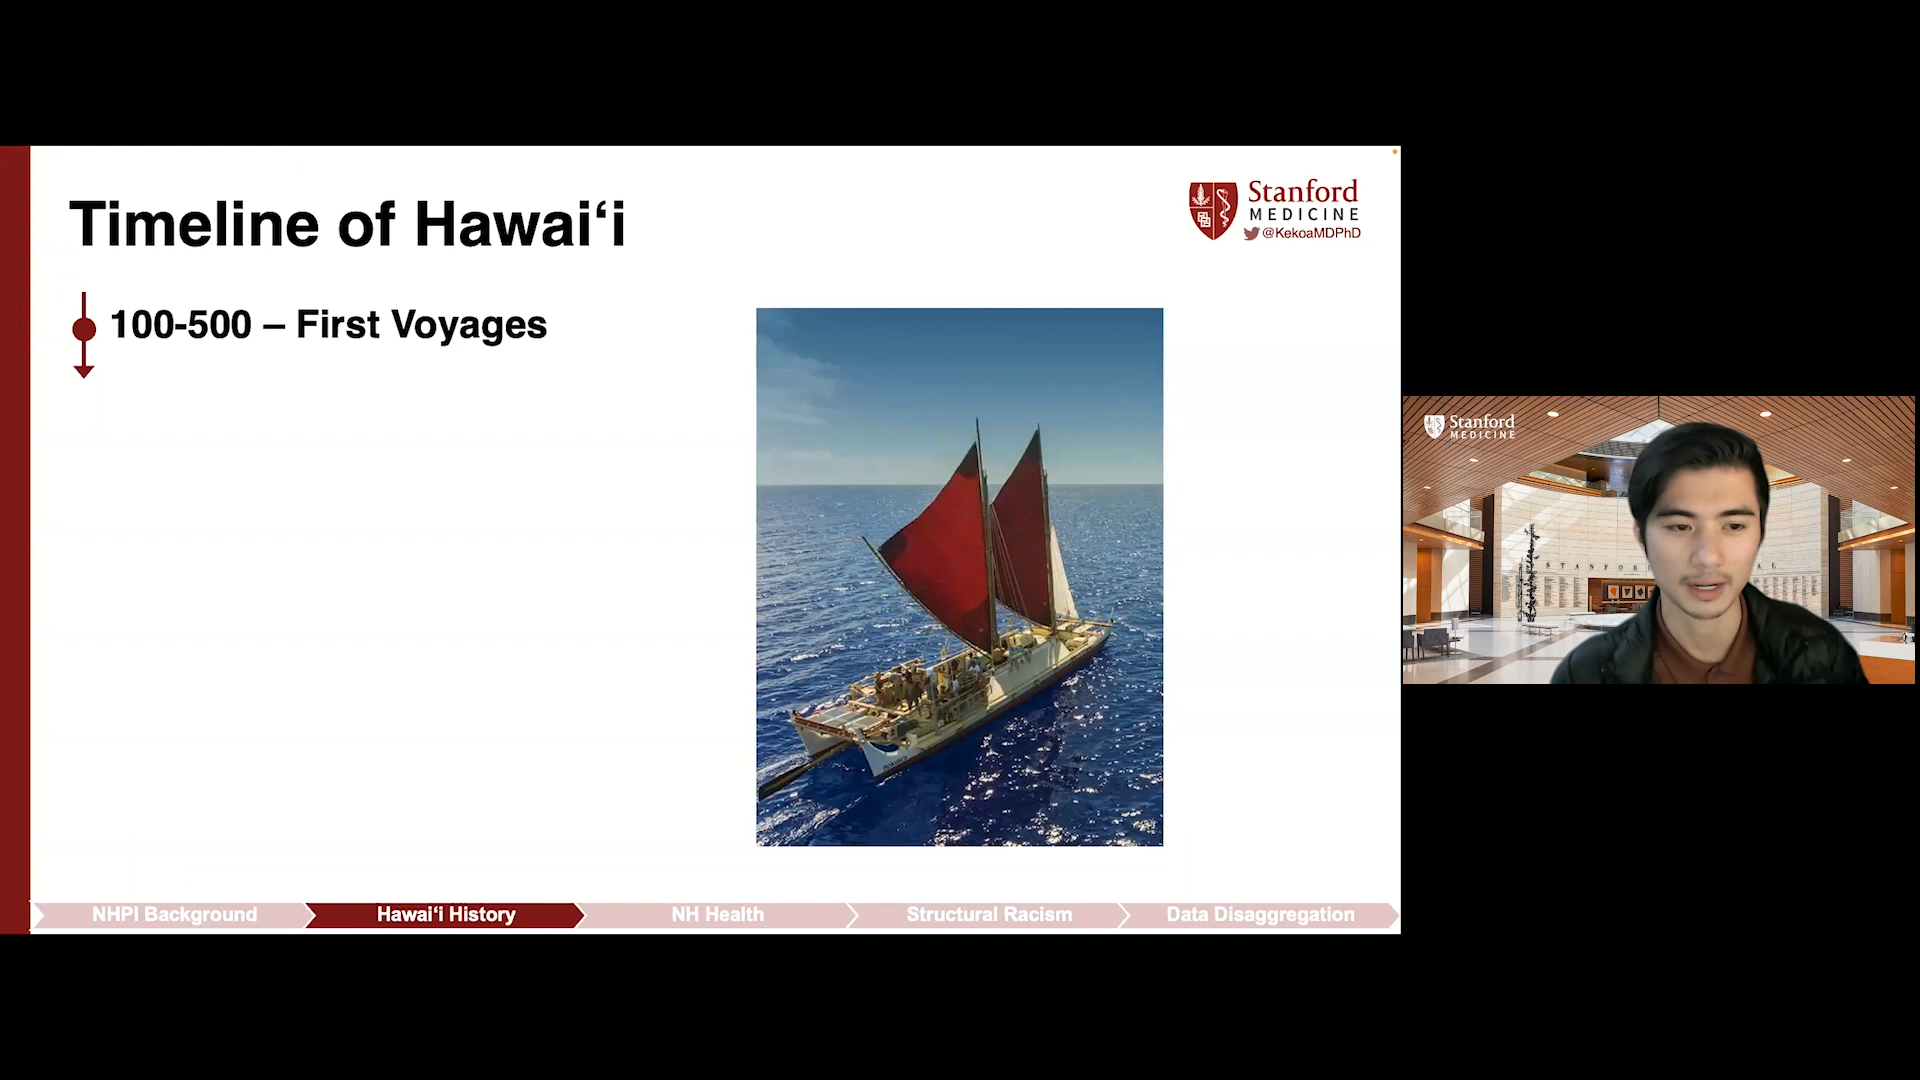 Timeline of Hawai‘i
Stanford
MEDICINE
@KekoaMDPhD
100-500 – First Voyages
Stanford
MEDICINE
NHPI Background
Hawai‘i History
NH Health
Structural Racism
Data Disaggregation